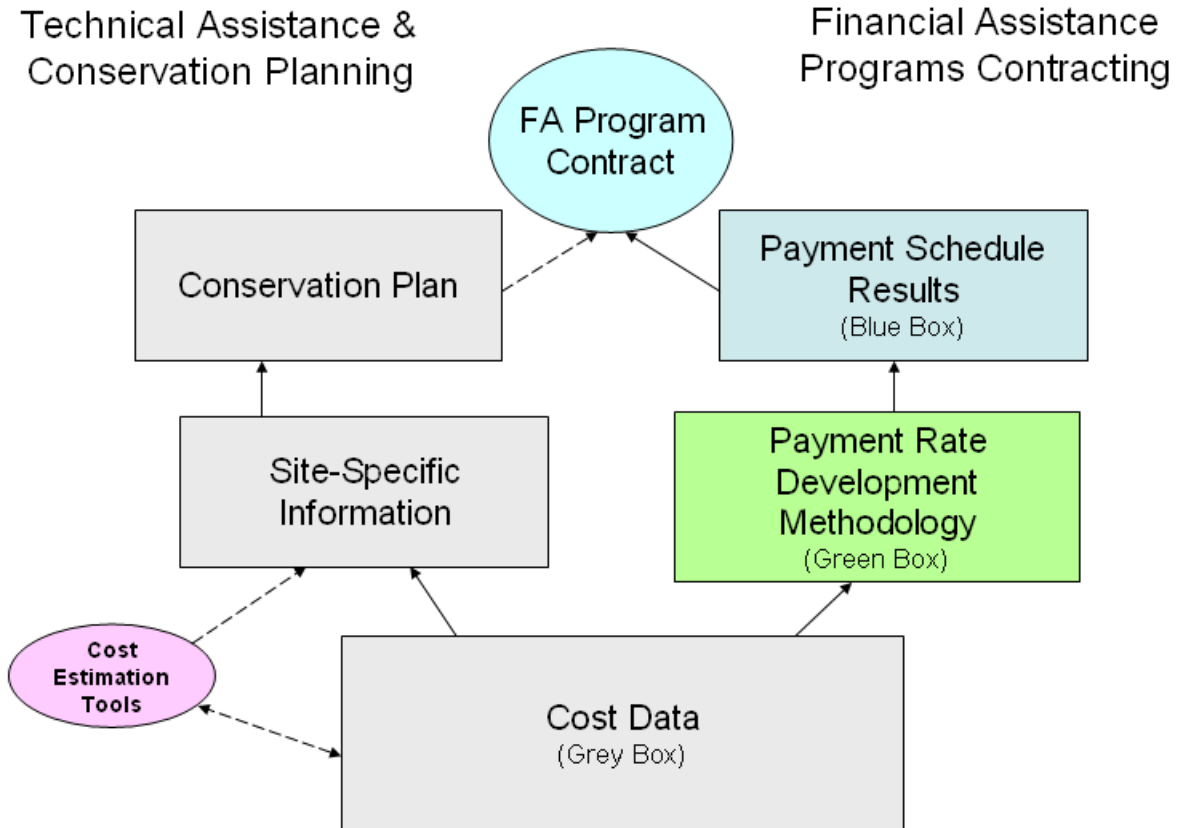 Technical Assistance &
Conservation Planning
Financial Assistance
Programs Contracting
FA Program
Contract
Conservation Plan
Payment Schedule
Results
(Blue Box)
Site-Specific
Information
Payment Rate
Development
Methodology
(Green Box)
Cost
Estimation
Tools
Cost Data
(Grey Box)